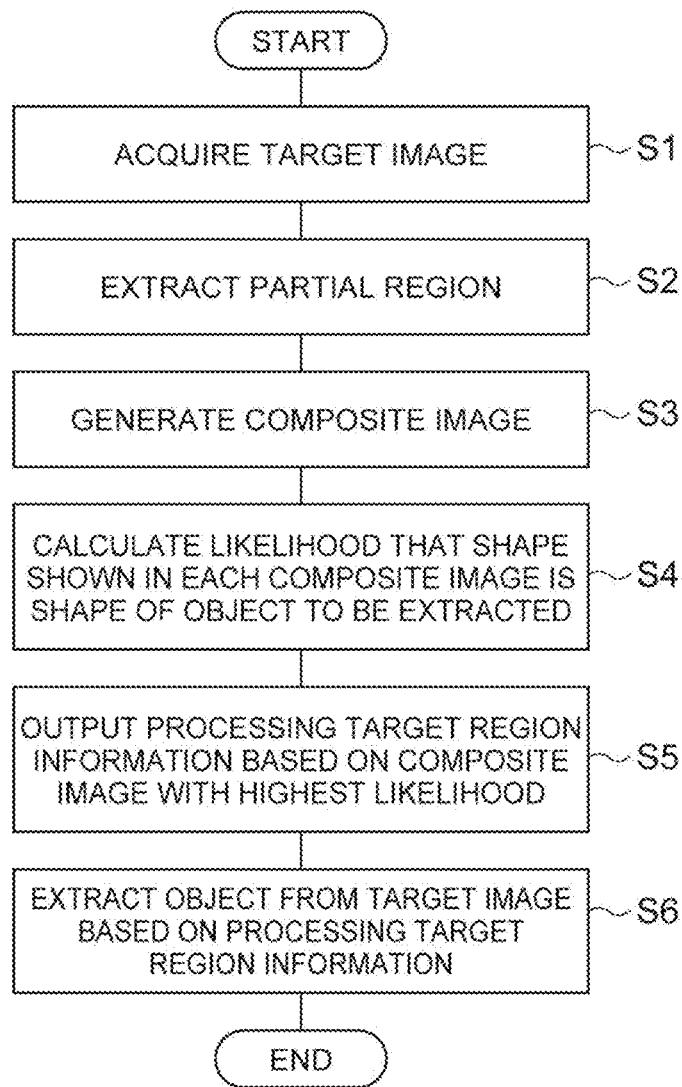 START
ACQUIRE TARGET IMAGE
S1
EXTRACT PARTIAL REGION
S2
GENERATE COMPOSITE IMAGE
S3
CALCULATE LIKELIHOOD THAT SHAPE
SHOWN IN EACH COMPOSITE IMAGE IS
SHAPE OF OBJECT TO BE EXTRACTED
S4
OUTPUT PROCESSING TARGET REGION
INFORMATION BASED ON COMPOSITE
IMAGE WITH HIGHEST LIKELIHOOD
S5
EXTRACT OBJECT FROM TARGET IMAGE
BASED ON PROCESSING TARGET
REGION INFORMATION
S6
END